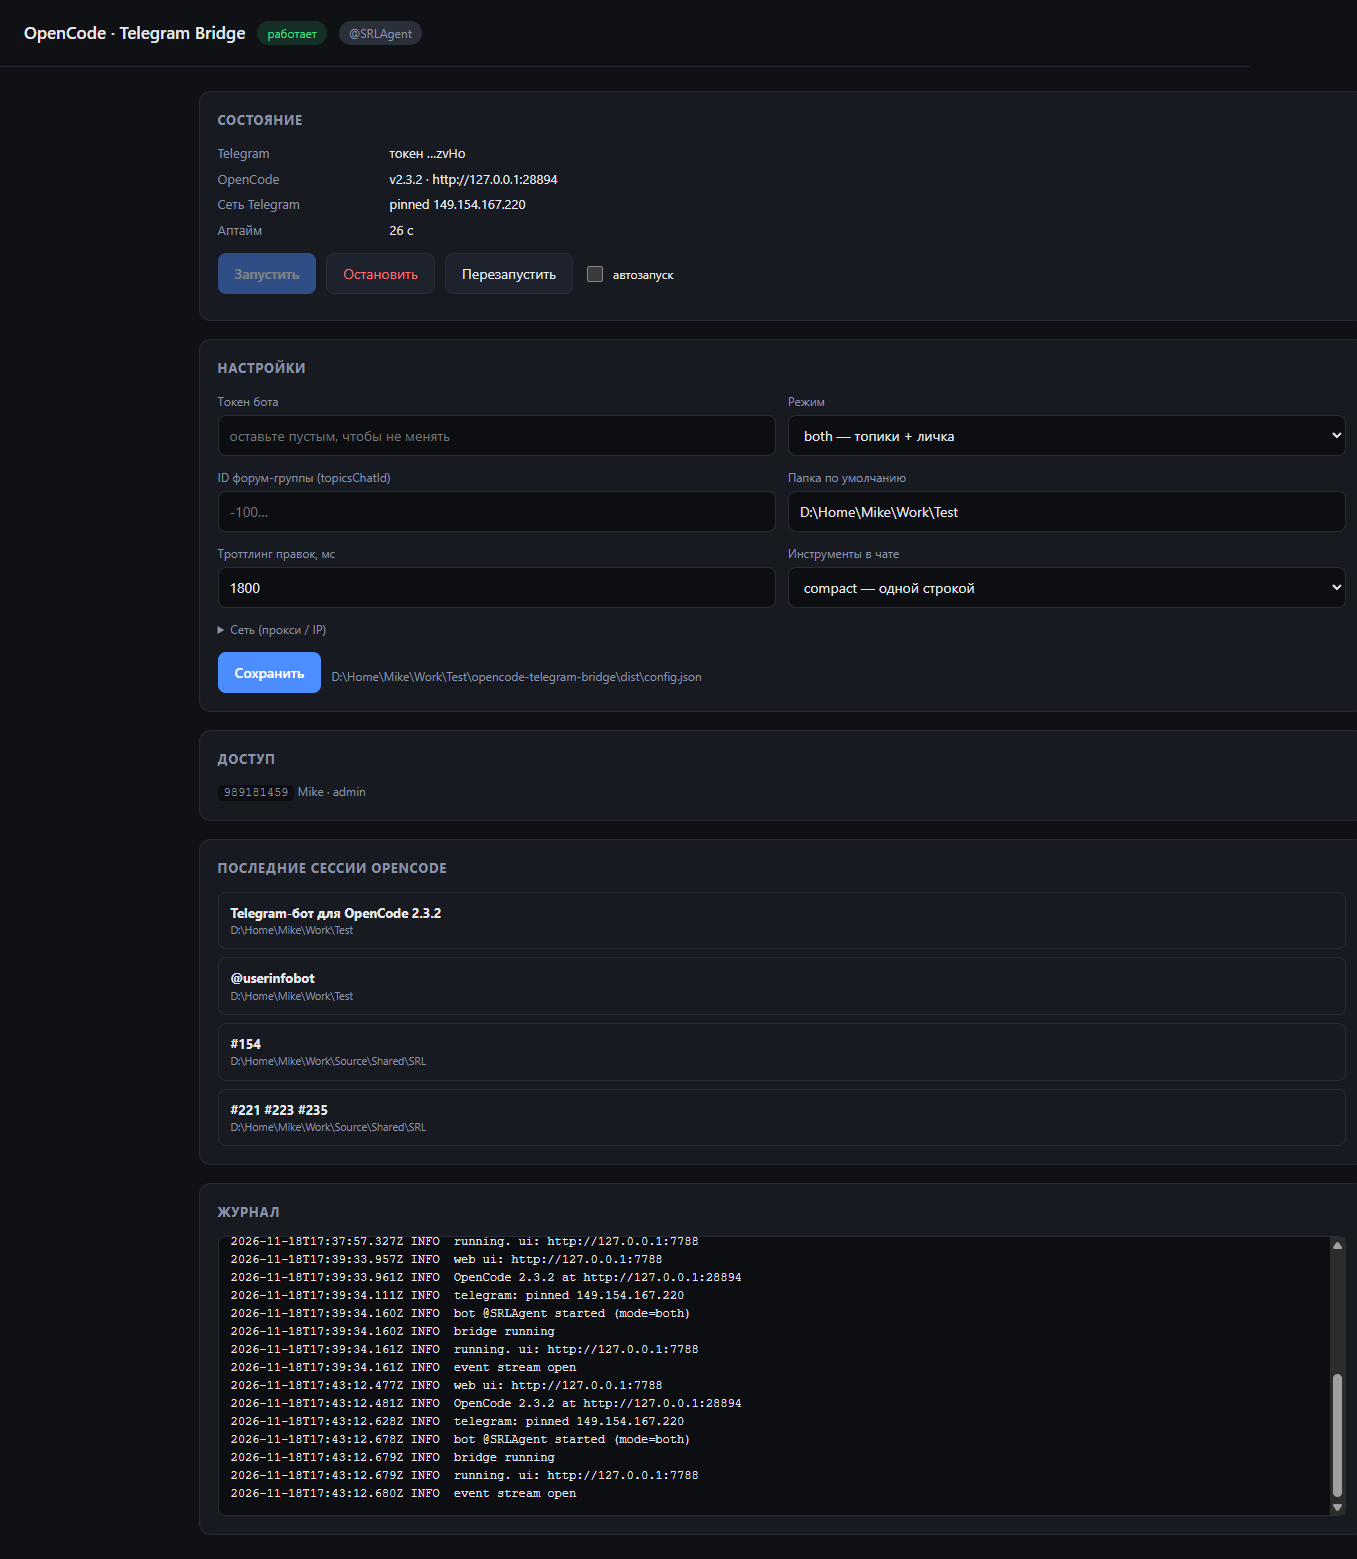 OpenCode · Telegram Bridge работает @SRLAgent
СОСТОЯНИЕ
Telegram токен …zvHo
OpenCode v2.3.2 · http://127.0.0.1:28894
Сеть Telegram pinned 149.154.167.220
Аптайм 26 с
Запустить Остановить Перезапустить автозапуск
НАСТРОЙКИ
Токен бота Режим
оставьте пустым, чтобы не менять both — топики + личка
ID форум-группы (topicsChatId) Папка по умолчанию
-100… D:\Home\Mike\Work\Test
Троттлинг правок, мс Инструменты в чате
1800 compact — одной строкой
Сеть (прокси / IP)
Сохранить D:\Home\Mike\Work\Test\opencode-telegram-bridge\dist\config.json
ДОСТУП
989181459 Mike · admin
ПОСЛЕДНИЕ СЕССИИ OPENCODE
Telegram-бот для OpenCode 2.3.2
D:\Home\Mike\Work\Test
@userinfobot
D:\Home\Mike\Work\Test
#154
D:\Home\Mike\Work\Source\Shared\SRL
#221 #223 #235
D:\Home\Mike\Work\Source\Shared\SRL
ЖУРНАЛ
2026-11-18T17:37:57.327Z INFO running. ui: http://127.0.0.1:7788
2026-11-18T17:39:33.957Z INFO web ui: http://127.0.0.1:7788
2026-11-18T17:39:33.961Z INFO OpenCode 2.3.2 at http://127.0.0.1:28894
2026-11-18T17:39:34.111Z INFO telegram: pinned 149.154.167.220
2026-11-18T17:39:34.160Z INFO bot @SRLAgent started (mode=both)
2026-11-18T17:39:34.160Z INFO bridge running
2026-11-18T17:39:34.161Z INFO running. ui: http://127.0.0.1:7788
2026-11-18T17:39:34.161Z INFO event stream open
2026-11-18T17:43:12.477Z INFO web ui: http://127.0.0.1:7788
2026-11-18T17:43:12.481Z INFO OpenCode 2.3.2 at http://127.0.0.1:28894
2026-11-18T17:43:12.628Z INFO telegram: pinned 149.154.167.220
2026-11-18T17:43:12.678Z INFO bot @SRLAgent started (mode=both)
2026-11-18T17:43:12.679Z INFO bridge running
2026-11-18T17:43:12.679Z INFO running. ui: http://127.0.0.1:7788
2026-11-18T17:43:12.680Z INFO event stream open